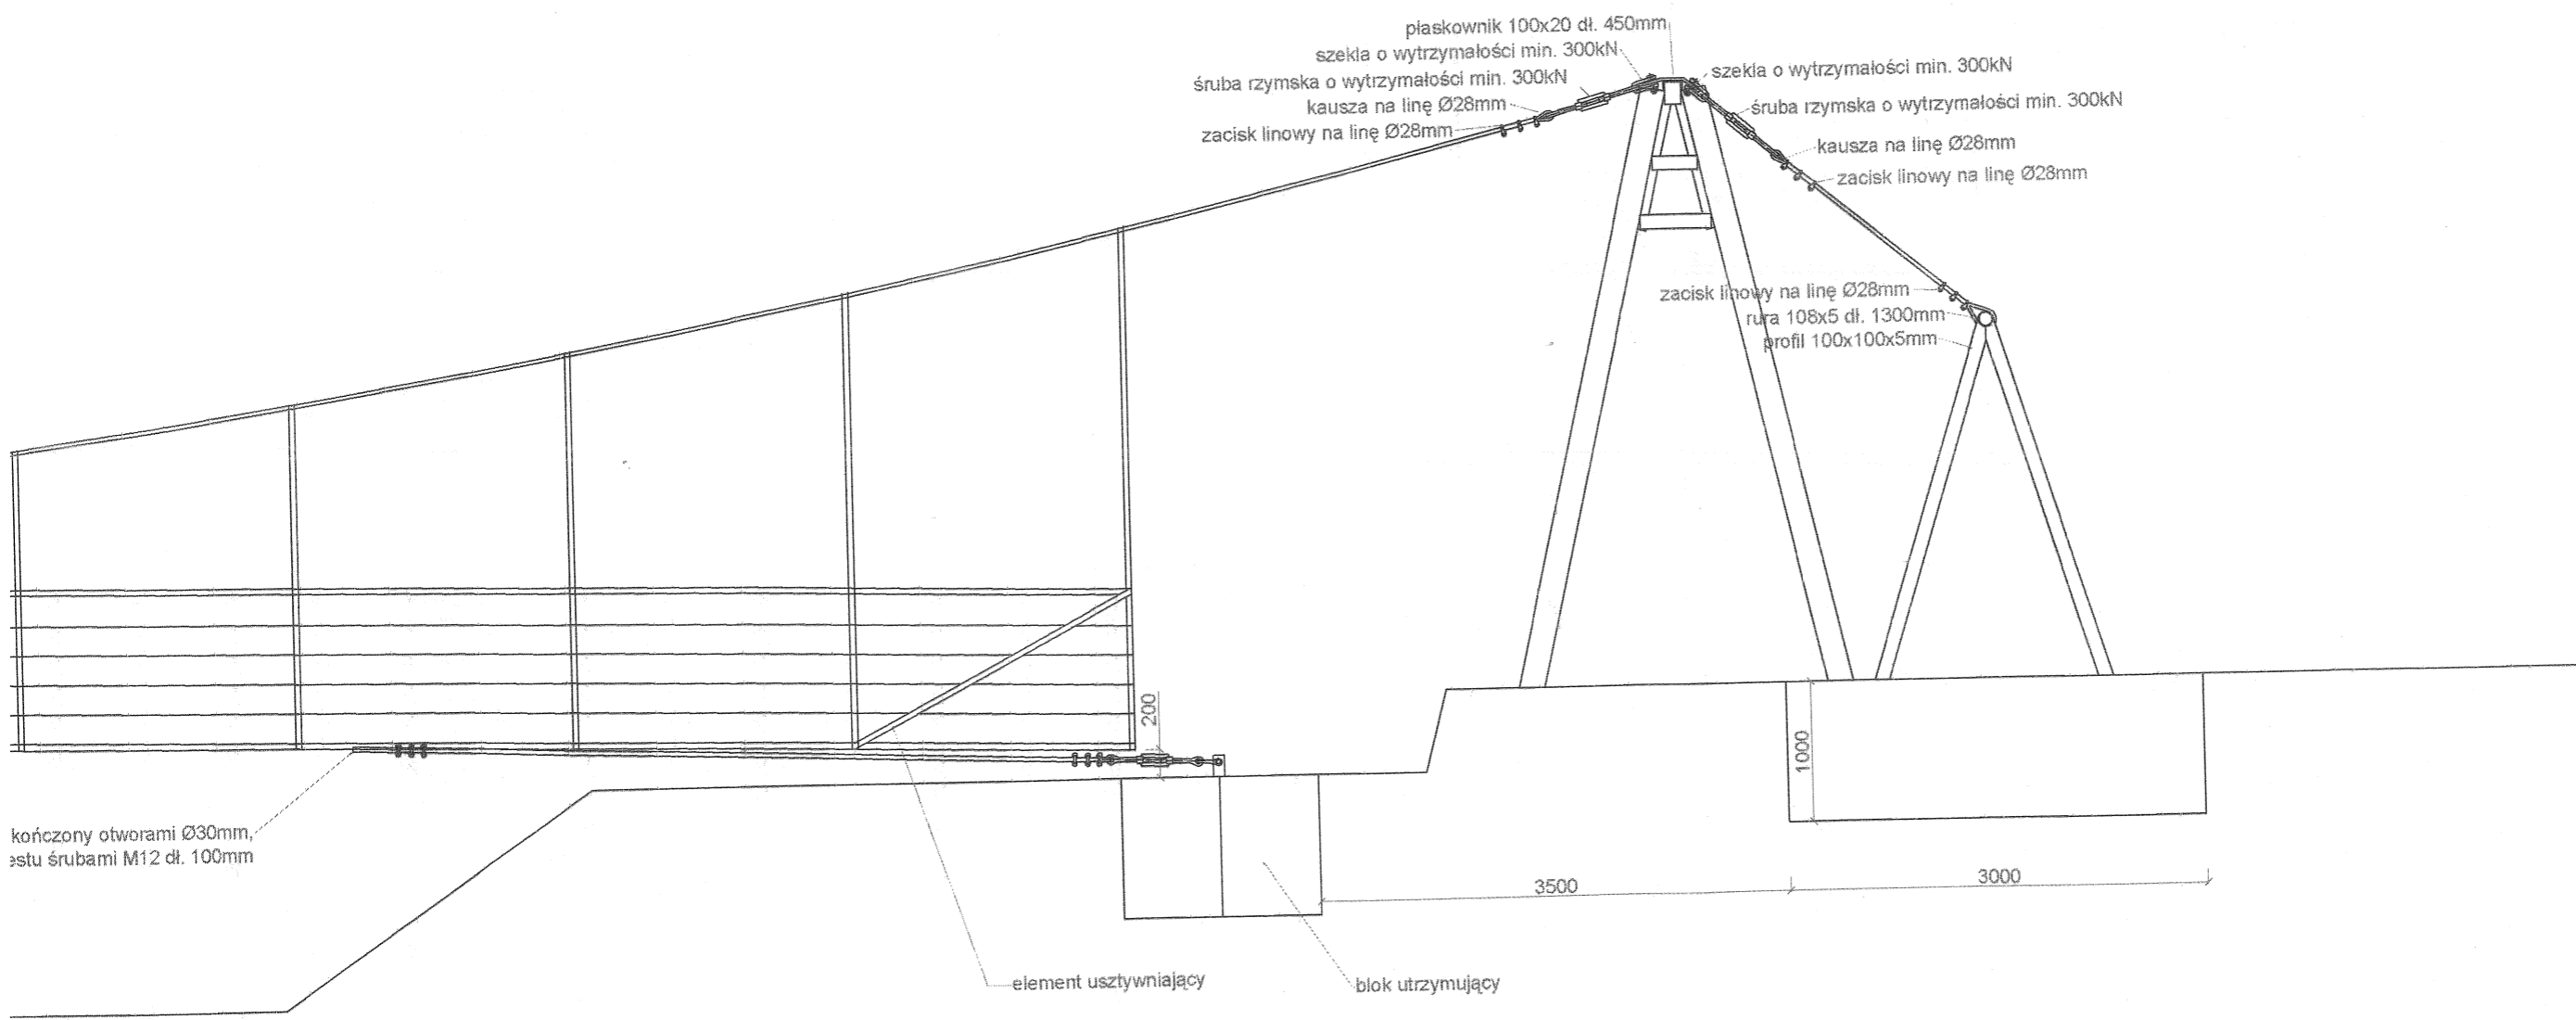 płaskownik 100x20 dł. 450mm
szekla o wytrzymałości min. 300kN
śruba rzymska o wytrzymałości min. 300kN
kausza na linę Ø28mm
zacisk linowy na linę Ø28mm
szekla o wytrzymałości min. 300kN
śruba rzymska o wytrzymałości min. 300kN
kausza na linę Ø28mm
zacisk linowy na linę Ø28mm
zacisk linowy na linę Ø28mm
rura 108x5 dł. 1300mm
profil 100x100x5mm
200
1000
kończony otworami Ø30mm,
estu śrubami M12 dł. 100mm
3500
3000
element usztywniający
blok utrzymujący